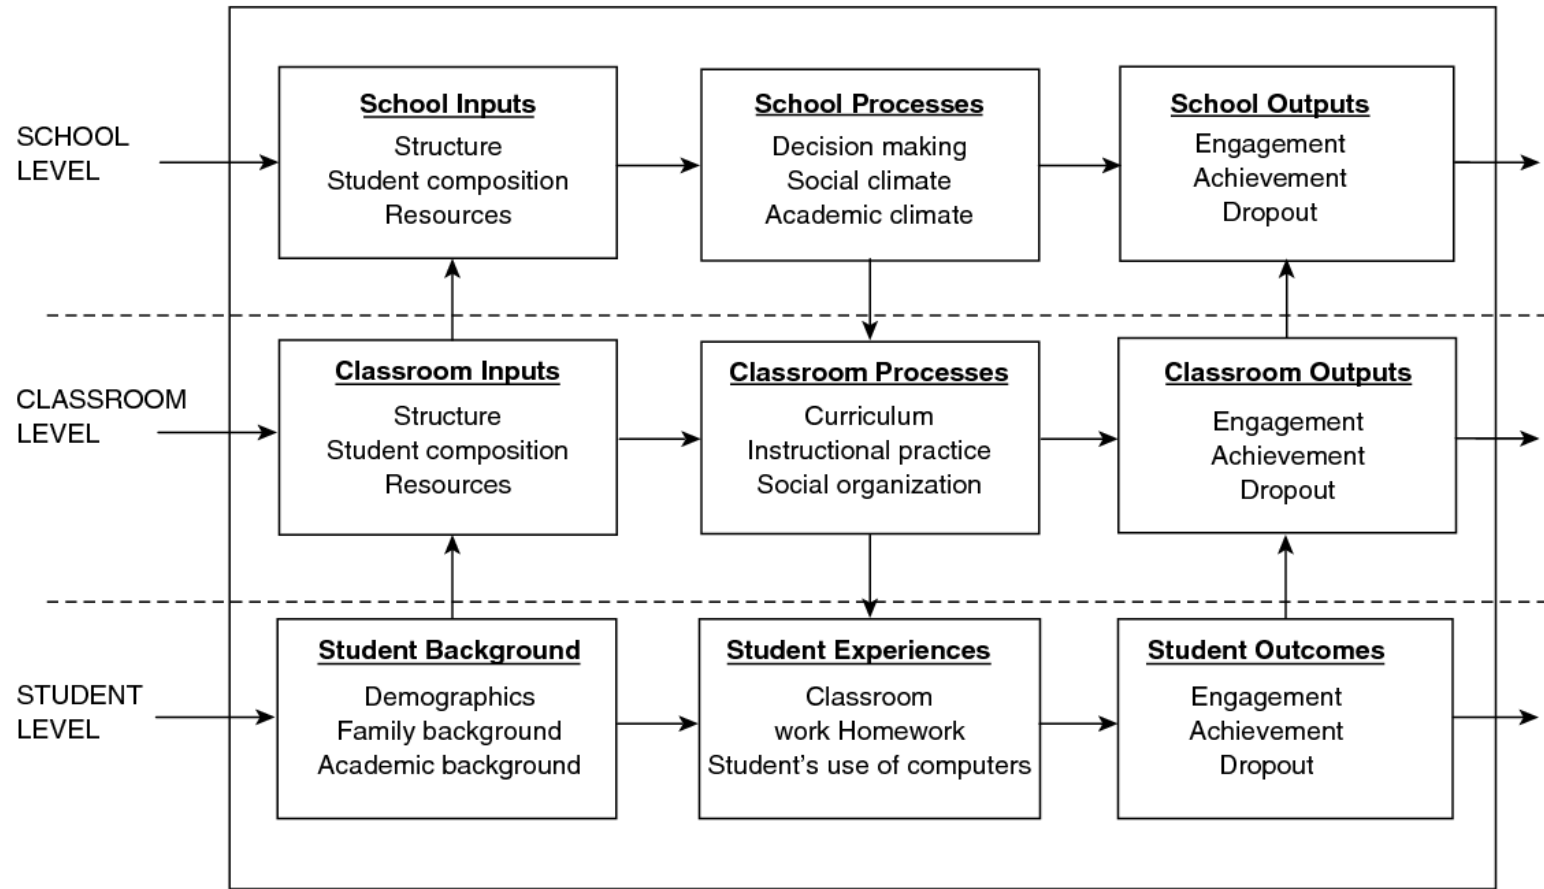 SCHOOL
LEVEL
School Inputs
Structure
Student composition
Resources
School Processes
Decision making
Social climate
Academic climate
School Outputs
Engagement
Achievement
Dropout
CLASSROOM
LEVEL
Classroom Inputs
Structure
Student composition
Resources
Classroom Processes
Curriculum
Instructional practice
Social organization
Classroom Outputs
Engagement
Achievement
Dropout
STUDENT
LEVEL
Student Background
Demographics
Family background
Academic background
Student Experiences
Classroom
work Homework
Student’s use of computers
Student Outcomes
Engagement
Achievement
Dropout